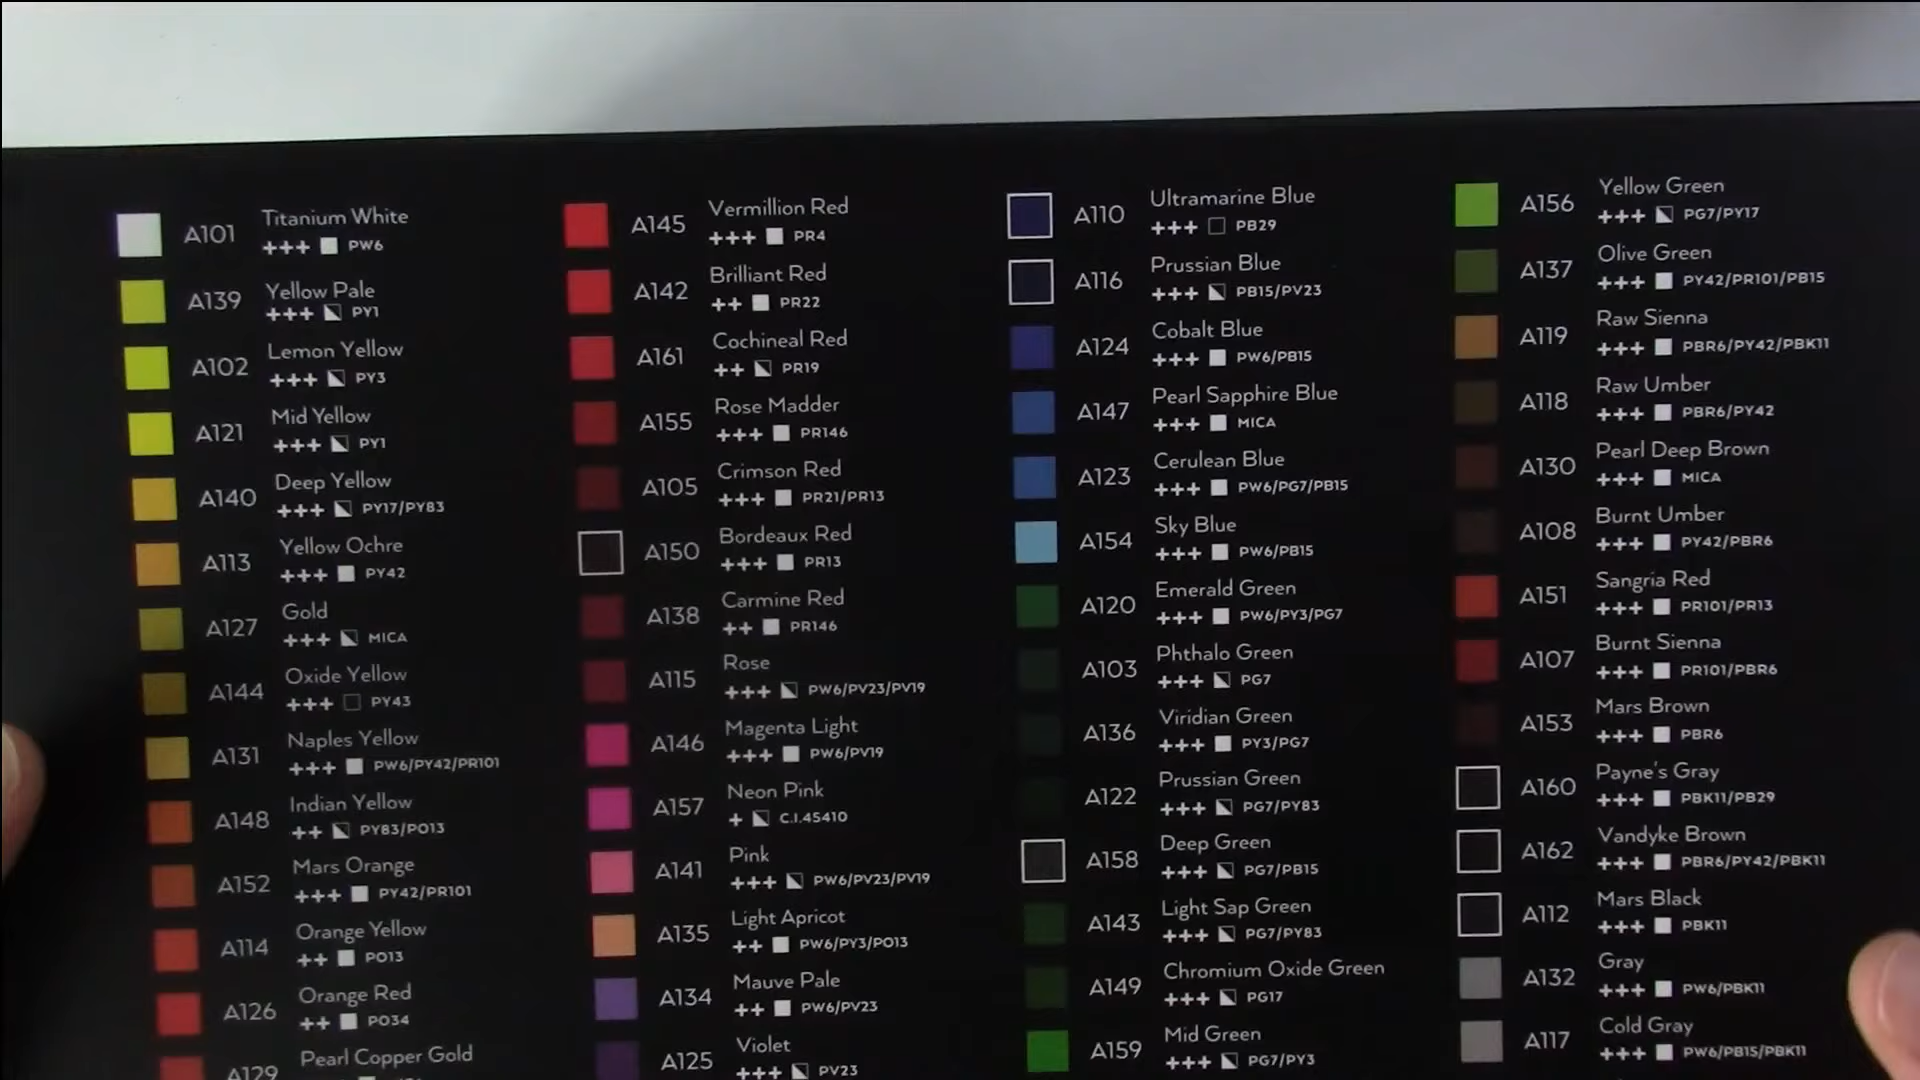 A101
Titanium White
+++ PW6
A139
Yellow Pale
+++ PY1
A102
Lemon Yellow
+++ PY3
A121
Mid Yellow
+++ PY1
A140
Deep Yellow
+++ PY17/PY83
A113
Yellow Ochre
+++ PY42
A127
Gold
+++ MICA
A144
Oxide Yellow
+++ PY43
A131
Naples Yellow
+++ PW6/PY42/PR101
A148
Indian Yellow
++ PY83/PO13
A152
Mars Orange
+++ PY42/PR101
A114
Orange Yellow
++ PO13
A126
Orange Red
++ PO34
A129
Pearl Copper Gold
A145
Vermillion Red
+++ PR4
A142
Brilliant Red
++ PR22
A161
Cochineal Red
++ PR19
A155
Rose Madder
+++ PR146
A105
Crimson Red
+++ PR21/PR13
A150
Bordeaux Red
+++ PR13
A138
Carmine Red
++ PR146
A115
Rose
+++ PW6/PV23/PV19
A146
Magenta Light
+++ PW6/PV19
A157
Neon Pink
+ C.I.45410
A141
Pink
+++ PW6/PV23/PV19
A135
Light Apricot
++ PW6/PY3/PO13
A134
Mauve Pale
++ PW6/PV23
A125
Violet
+++ PV23
A110
Ultramarine Blue
+++ PB29
A116
Prussian Blue
+++ PB15/PV23
A124
Cobalt Blue
+++ PW6/PB15
A147
Pearl Sapphire Blue
+++ MICA
A123
Cerulean Blue
+++ PW6/PG7/PB15
A154
Sky Blue
+++ PW6/PB15
A120
Emerald Green
+++ PW6/PY3/PG7
A103
Phthalo Green
+++ PG7
A136
Viridian Green
+++ PY3/PG7
A122
Prussian Green
+++ PG7/PY83
A158
Deep Green
+++ PG7/PB15
A143
Light Sap Green
+++ PG7/PY83
A149
Chromium Oxide Green
+++ PG17
A159
Mid Green
+++ PG7/PY3
A156
Yellow Green
+++ PG7/PY17
A137
Olive Green
+++ PY42/PR101/PB15
A119
Raw Sienna
+++ PBR6/PY42/PBK11
A118
Raw Umber
+++ PBR6/PY42
A130
Pearl Deep Brown
+++ MICA
A108
Burnt Umber
+++ PY42/PBR6
A151
Sangria Red
+++ PR101/PR13
A107
Burnt Sienna
+++ PR101/PBR6
A153
Mars Brown
+++ PBR6
A160
Payne's Gray
+++ PBK11/PB29
A162
Vandyke Brown
+++ PBR6/PY42/PBK11
A112
Mars Black
+++ PBK11
A132
Gray
+++ PW6/PBK11
A117
Cold Gray
+++ PW6/PB15/PBK11